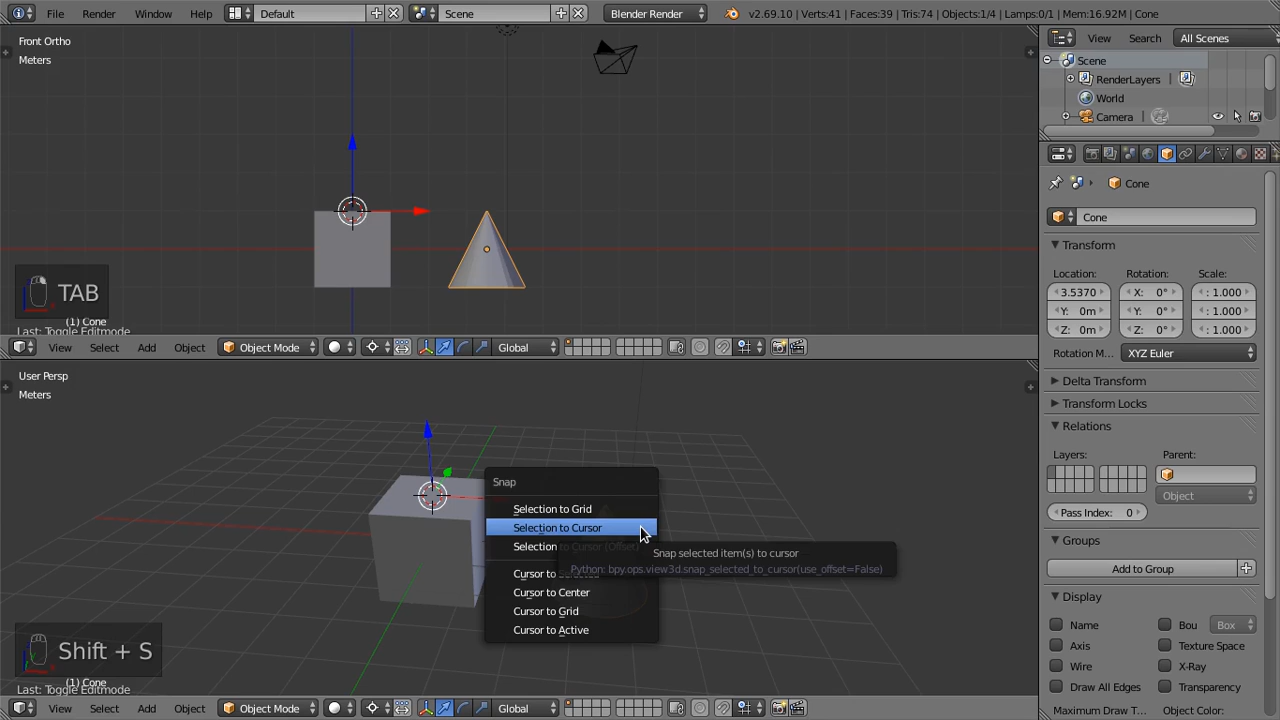 File Render Window Help Default Scene Blender Render v2.69.10 | Verts:41 | Faces:39 | Tris:74 | Objects:1/4 | Lamps:0/1 | Mem:16.92M | Cone
Front Ortho
Meters
TAB
(1) Cone
Last: Toggle Editmode
View Select Add Object Object Mode Global
User Persp
Meters
Snap
Selection to Grid
Selection to Cursor
Selection to Cursor (Offset)
Cursor to Selected
Cursor to Center
Cursor to Grid
Cursor to Active
Snap selected item(s) to cursor
Python: bpy.ops.view3d.snap_selected_to_cursor(use_offset=False)
Shift + S
(1) Cone
Last: Toggle Editmode
View Select Add Object Object Mode Global
View Search All Scenes
Scene
RenderLayers
World
Camera
Cone
Cone
Transform
Location: Rotation: Scale:
3.5370 X: 0° : 1.000
Y: 0m Y: 0° : 1.000
Z: 0m Z: 0° : 1.000
Rotation M... XYZ Euler
Delta Transform
Transform Locks
Relations
Layers: Parent:
Object
Pass Index: 0
Groups
Add to Group
Display
Name Bou Box
Axis Texture Space
Wire X-Ray
Draw All Edges Transparency
Maximum Draw T... Object Color: